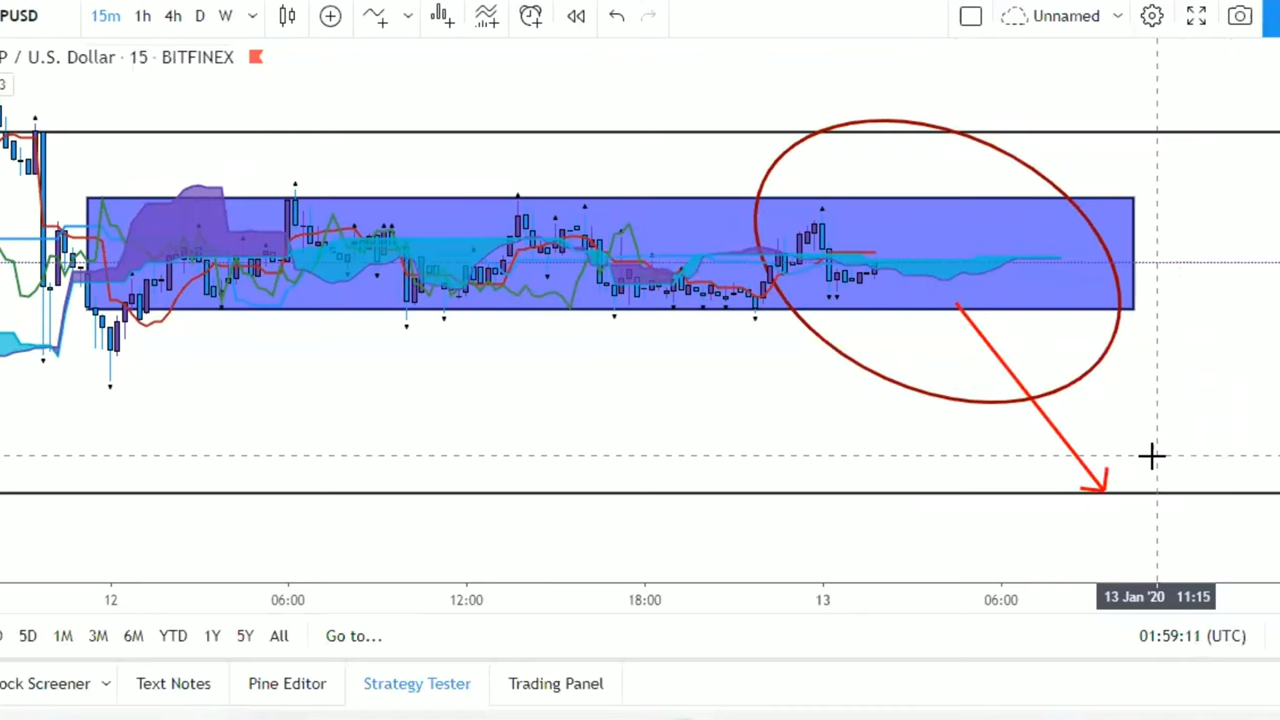 PUSD 15m 1h 4h D W Unnamed
P / U.S. Dollar · 15 · BITFINEX
3
12 06:00 12:00 18:00 13 06:00 13 Jan '20 11:15
5D 1M 3M 6M YTD 1Y 5Y All Go to... 01:59:11 (UTC)
ock Screener Text Notes Pine Editor Strategy Tester Trading Panel